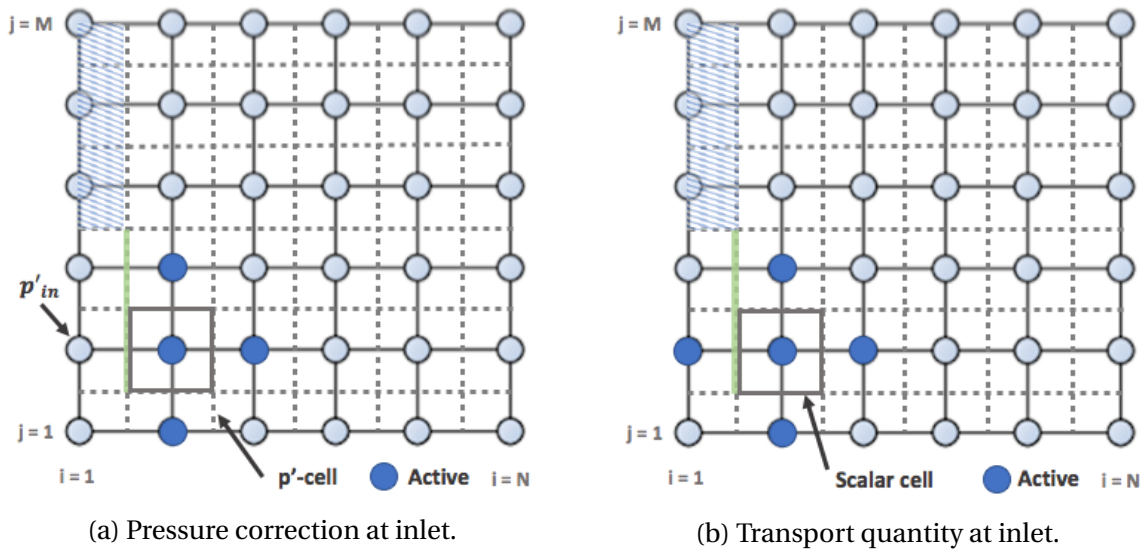 j = M
p'in
j = 1
i = 1
p'-cell
Active
i = N
(a) Pressure correction at inlet.
j = M
j = 1
i = 1
Scalar cell
Active
i = N
(b) Transport quantity at inlet.